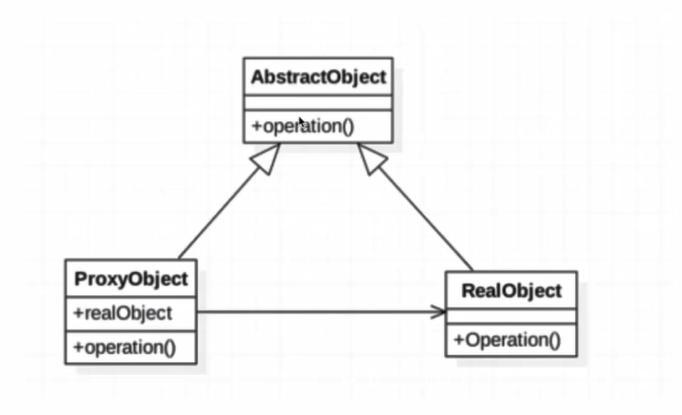 AbstractObject
+operation()
ProxyObject
+realObject
+operation()
RealObject
+Operation()